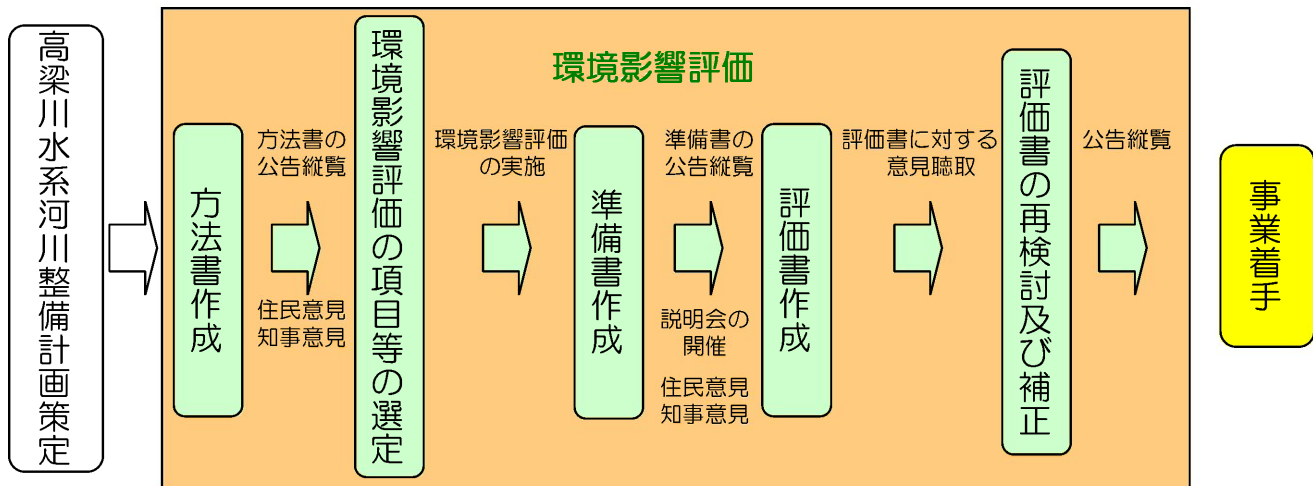 高梁川水系河川整備計画策定
環境影響評価
方法書作成
方法書の
公告縦覧
住民意見
知事意見
環境影響評価の項目等の選定
環境影響評価
の実施
準備書作成
準備書の
公告縦覧
説明会の
開催
住民意見
知事意見
評価書作成
評価書に対する
意見聴取
評価書の再検討及び補正
公告縦覧
事業着手